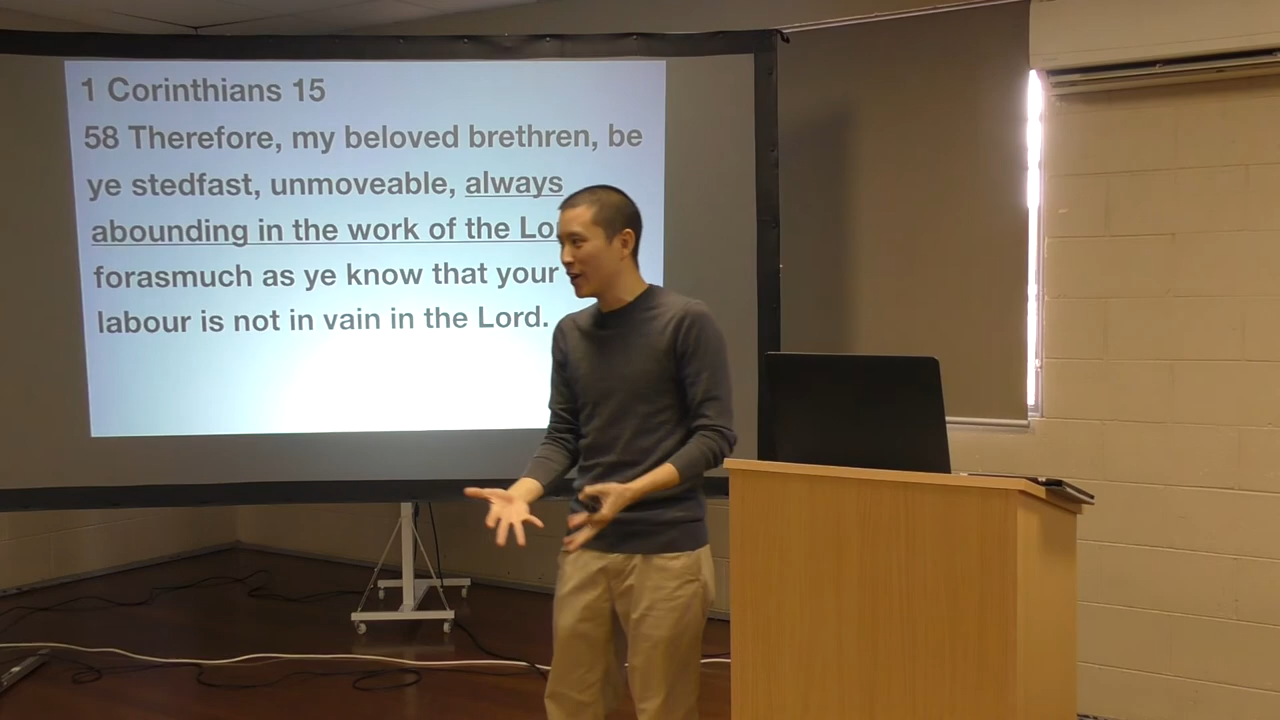 1 Corinthians 15
58 Therefore, my beloved brethren, be
ye stedfast, unmoveable, always
abounding in the work of the
forasmuch as ye know that your
labour is not in vain in the Lord.